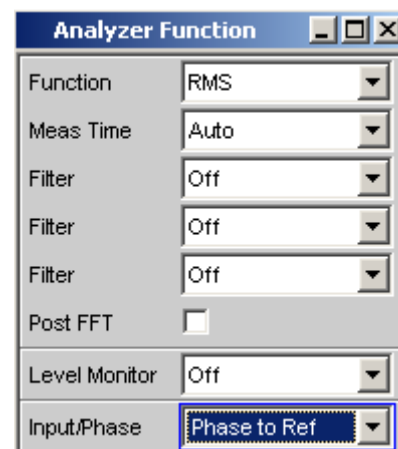 Analyzer Function
Function RMS
Meas Time Auto
Filter Off
Filter Off
Filter Off
Post FFT
Level Monitor Off
Input/Phase Phase to Ref